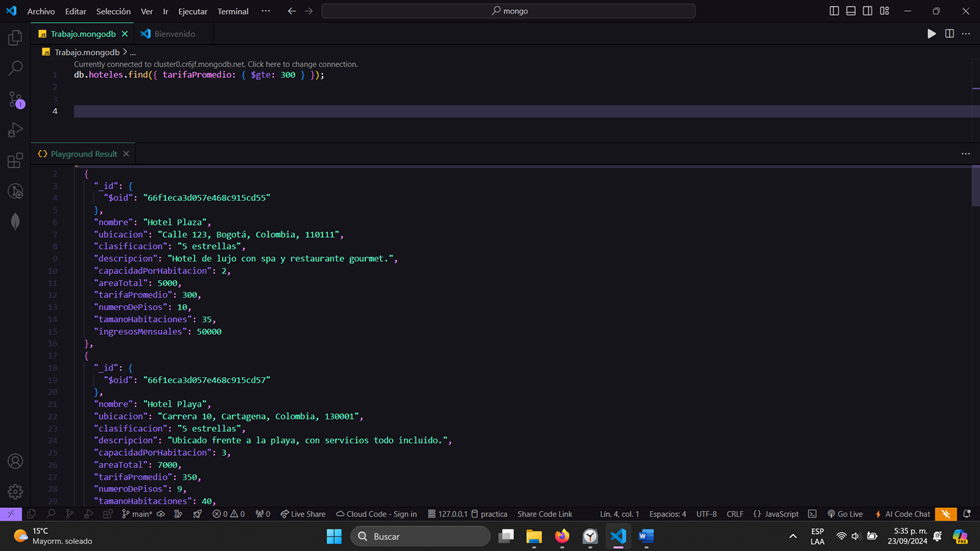 Archivo Editar Selección Ver Ir Ejecutar Terminal ··· mongo
Trabajo.mongodb Bienvenido
Trabajo.mongodb > ...
Currently connected to cluster0.cr6jf.mongodb.net. Click here to change connection.
1 db.hoteles.find({ tarifaPromedio: { $gte: 300 } });
2
3
4
Playground Result
2 {
3 "_id": {
4 "$oid": "66f1eca3d057e468c915cd55"
5 },
6 "nombre": "Hotel Plaza",
7 "ubicacion": "Calle 123, Bogotá, Colombia, 110111",
8 "clasificacion": "5 estrellas",
9 "descripcion": "Hotel de lujo con spa y restaurante gourmet.",
10 "capacidadPorHabitacion": 2,
11 "areaTotal": 5000,
12 "tarifaPromedio": 300,
13 "numeroDePisos": 10,
14 "tamanoHabitaciones": 35,
15 "ingresosMensuales": 50000
16 },
17 {
18 "_id": {
19 "$oid": "66f1eca3d057e468c915cd57"
20 },
21 "nombre": "Hotel Playa",
22 "ubicacion": "Carrera 10, Cartagena, Colombia, 130001",
23 "clasificacion": "5 estrellas",
24 "descripcion": "Ubicado frente a la playa, con servicios todo incluido.",
25 "capacidadPorHabitacion": 3,
26 "areaTotal": 7000,
27 "tarifaPromedio": 350,
28 "numeroDePisos": 9,
29 "tamanoHabitaciones": 40,
main* 0 0 0 Live Share Cloud Code - Sign in 127.0.0.1 practica Share Code Link Lín. 4, col. 1 Espacios: 4 UTF-8 CRLF {} JavaScript Go Live AI Code Chat
15°C
Mayorm. soleado
Buscar
ESP
LAA
5:35 p. m.
23/09/2024